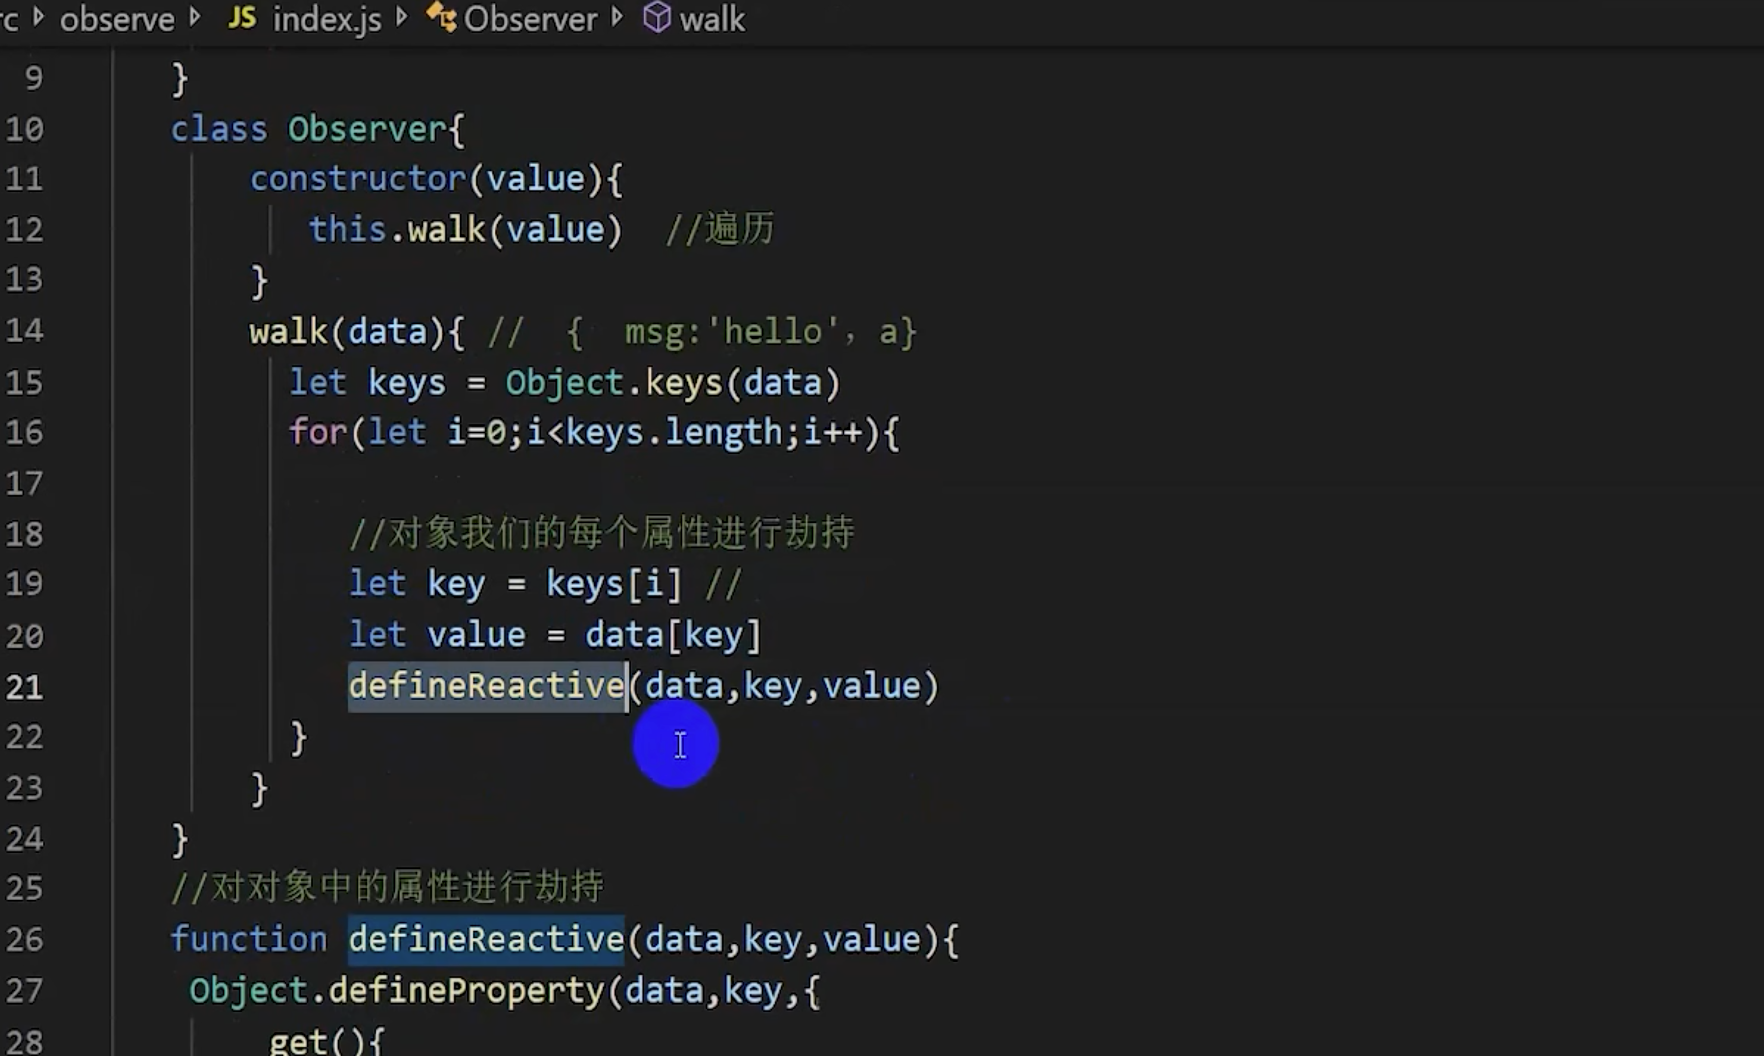 rc observe JS index.js Observer walk
9 }
10 class Observer{
11 constructor(value){
12 this.walk(value) //遍历
13 }
14 walk(data){ // { msg:'hello', a}
15 let keys = Object.keys(data)
16 for(let i=0;i<keys.length;i++){
17
18 //对象我们的每个属性进行劫持
19 let key = keys[i] //
20 let value = data[key]
21 defineReactive(data,key,value)
22 }
23 }
24 }
25 //对对象中的属性进行劫持
26 function defineReactive(data,key,value){
27 Object.defineProperty(data,key,{
28 get(){